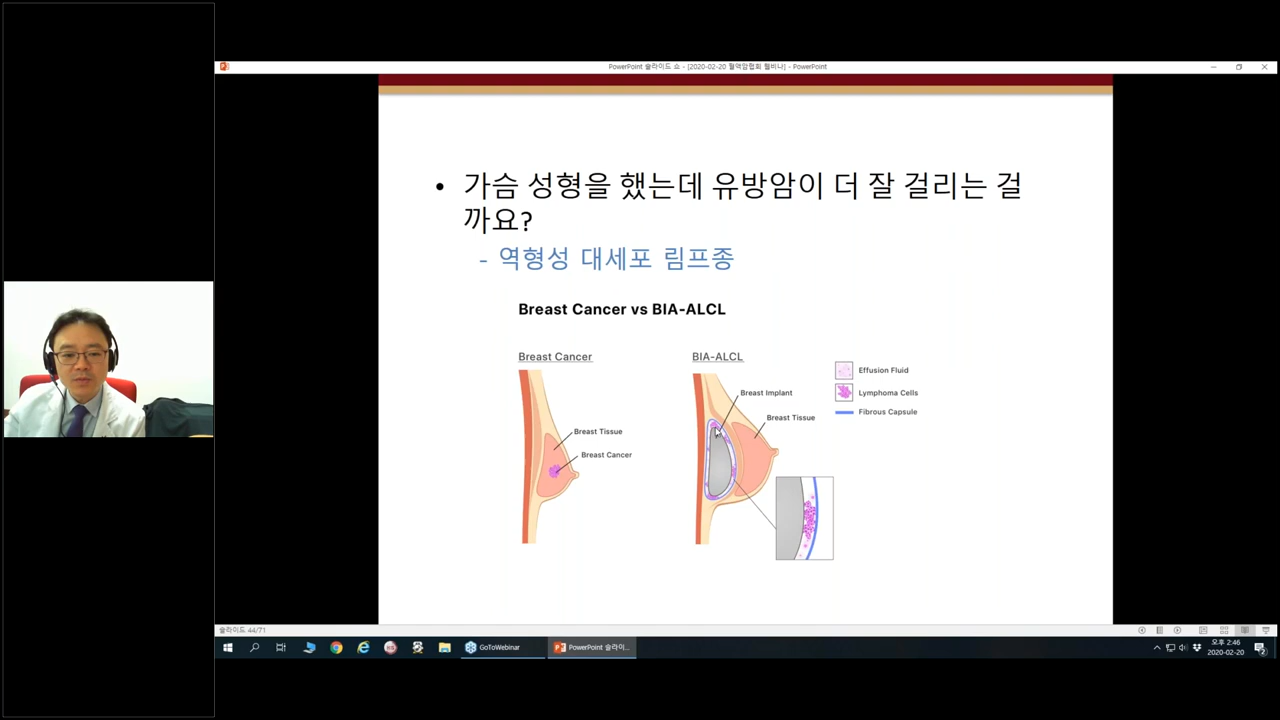 PowerPoint 슬라이드 쇼 - [2020-02-20 혈액암협회 웹비나] - PowerPoint
• 가슴 성형을 했는데 유방암이 더 잘 걸리는 걸
까요?
- 역형성 대세포 림프종
Breast Cancer vs BIA-ALCL
Breast Cancer
Breast Tissue
Breast Cancer
BIA-ALCL
Breast Implant
Breast Tissue
Effusion Fluid
Lymphoma Cells
Fibrous Capsule
슬라이드 44/71
GoToWebinar
PowerPoint 슬라이...
오후 2:46
2020-02-20